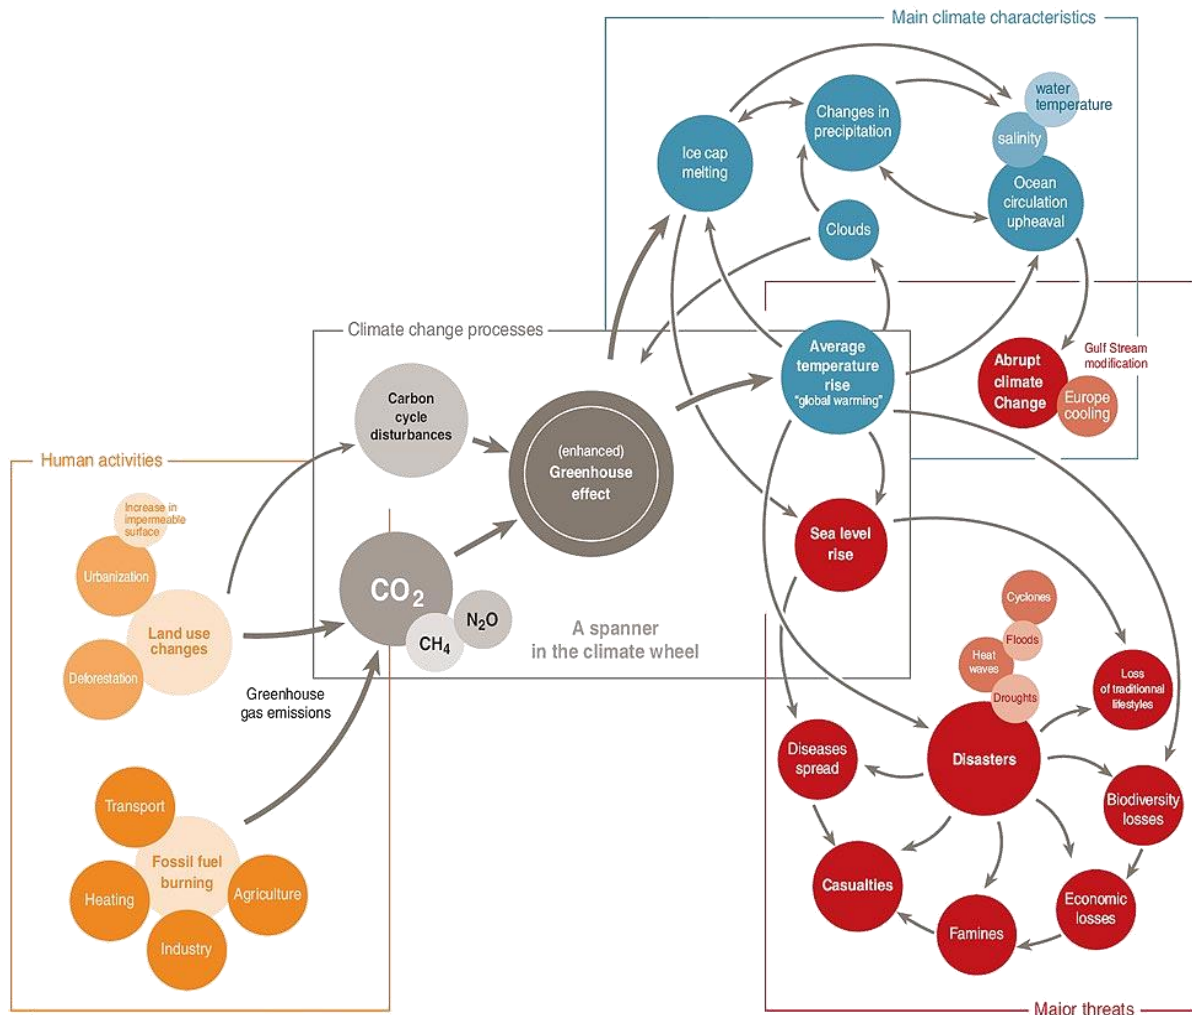 Main climate characteristics
water
temperature
Changes in
precipitation
salinity
Ice cap
melting
Ocean
circulation
upheaval
Clouds
Climate change processes
Average
temperature
rise
“global warming”
Abrupt
climate
Change
Gulf Stream
modification
Europe
cooling
Carbon
cycle
disturbances
(enhanced)
Greenhouse
effect
Human activities
Increase in
impermeable
surface
Urbanization
Land use
changes
Deforestation
CO2
CH4
N2O
A spanner
in the climate wheel
Greenhouse
gas emissions
Sea level
rise
Cyclones
Floods
Heat
waves
Droughts
Loss
of traditionnal
lifestyles
Diseases
spread
Disasters
Biodiversity
losses
Transport
Fossil fuel
burning
Heating
Agriculture
Industry
Casualties
Famines
Economic
losses
Major threats